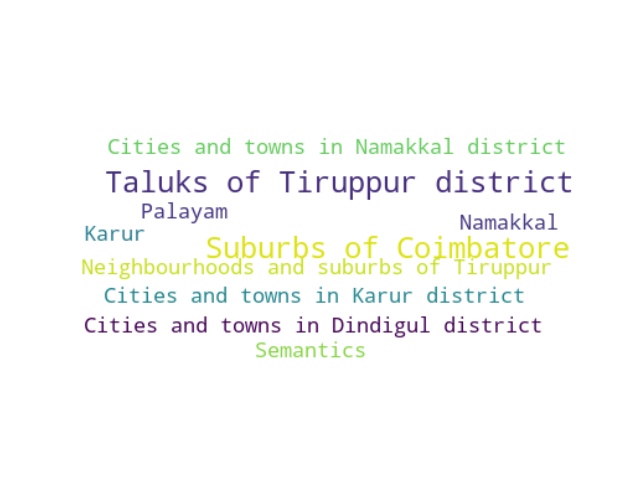 Cities and towns in Namakkal district
Taluks of Tiruppur district
Palayam
Namakkal
Karur
Suburbs of Coimbatore
Neighbourhoods and suburbs of Tiruppur
Cities and towns in Karur district
Cities and towns in Dindigul district
Semantics